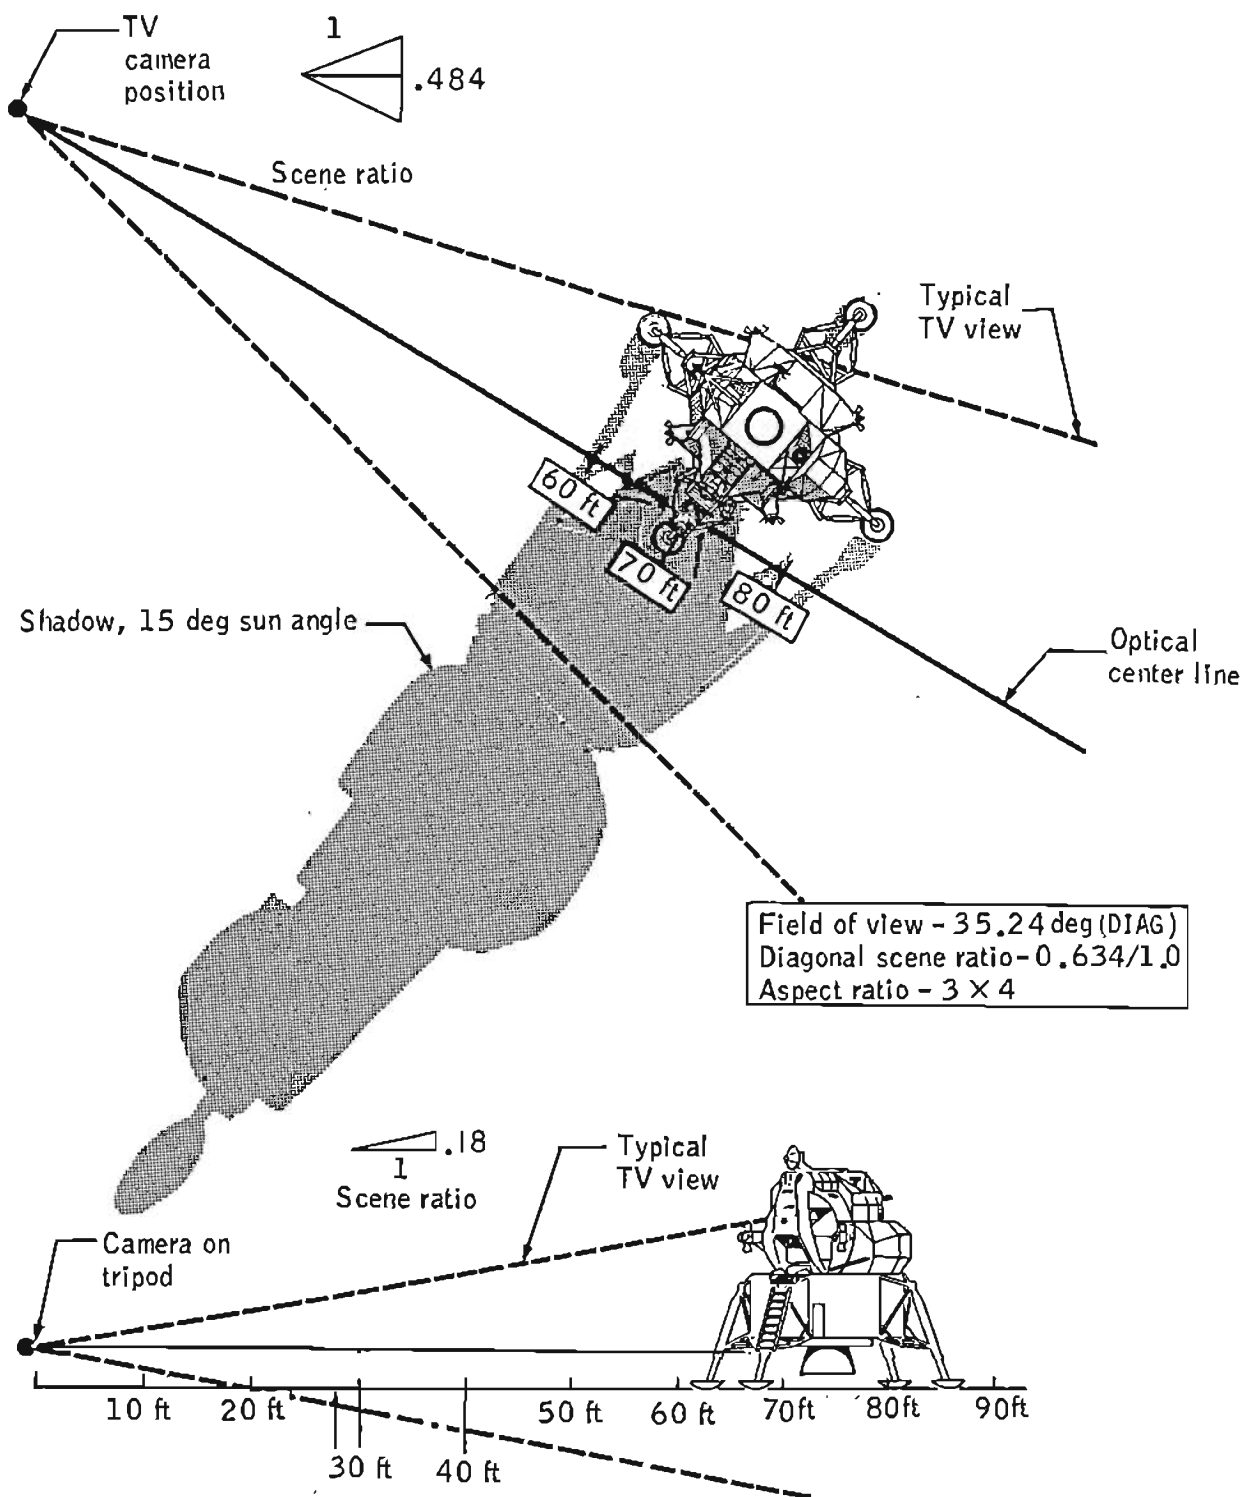 TV
camera
position
1
.484
Scene ratio
Typical
TV view
60 ft
70 ft
80 ft
Shadow, 15 deg sun angle
Optical
center line
Field of view - 35.24 deg (DIAG)
Diagonal scene ratio - 0.634/1.0
Aspect ratio - 3 X 4
.18
1
Scene ratio
Typical
TV view
Camera on
tripod
10 ft
20 ft
30 ft
40 ft
50 ft
60 ft
70ft
80ft
90ft